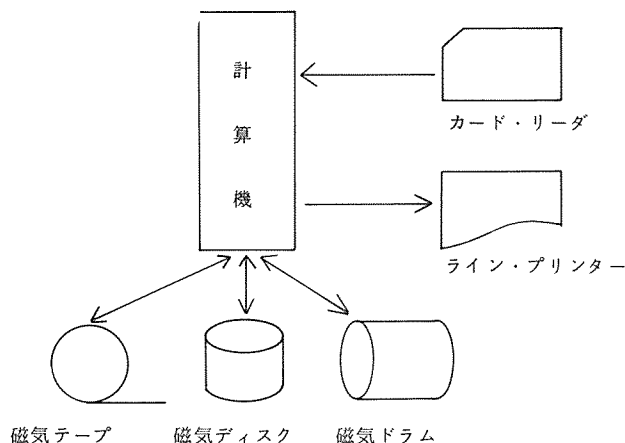 計算機
カード・リーダ
ライン・プリンター
磁気テープ
磁気ディスク
磁気ドラム